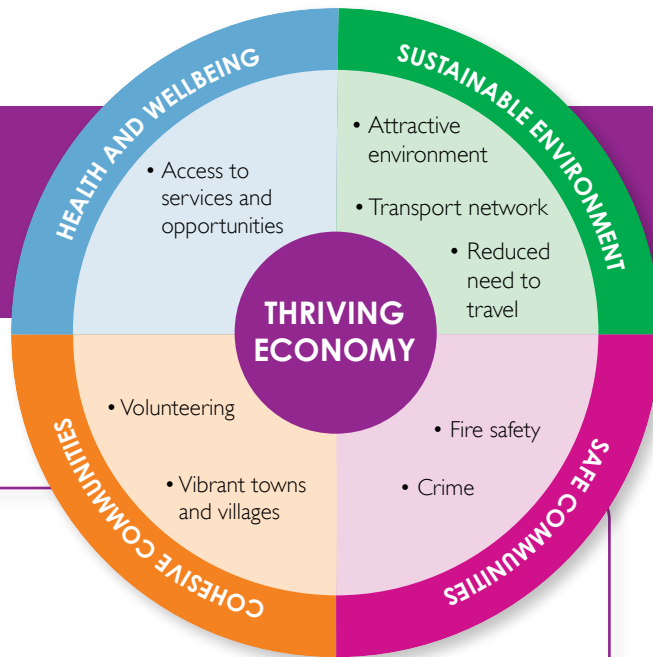 HEALTH AND WELLBEING
• Access to
services and
opportunities
SUSTAINABLE ENVIRONMENT
• Attractive
environment
• Transport network
• Reduced
need to
travel
THRIVING
ECONOMY
COHESIVE COMMUNITIES
• Volunteering
• Vibrant towns
and villages
SAFE COMMUNITIES
• Fire safety
• Crime